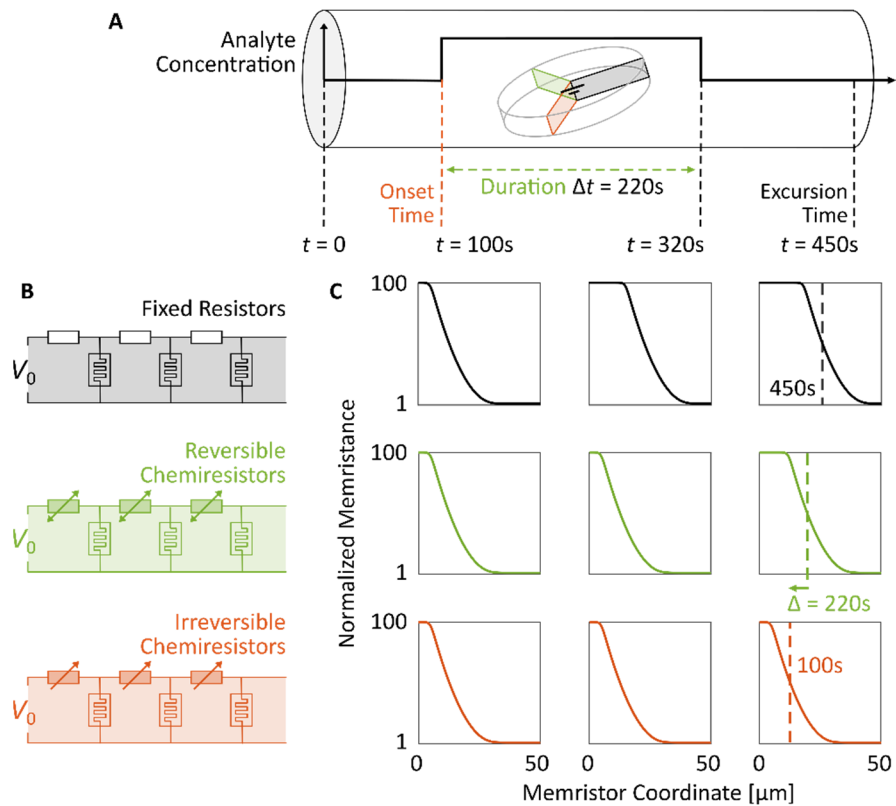 A
Analyte
Concentration
Onset
Time
Duration Δt = 220s
Excursion
Time
t = 0
t = 100s
t = 320s
t = 450s
B
Fixed Resistors
V0
Reversible
Chemiresistors
V0
Irreversible
Chemiresistors
V0
C
Normalized Memristance
100
1
450s
100
1
Δ = 220s
100
1
100s
0
50
0
50
0
50
Memristor Coordinate [μm]